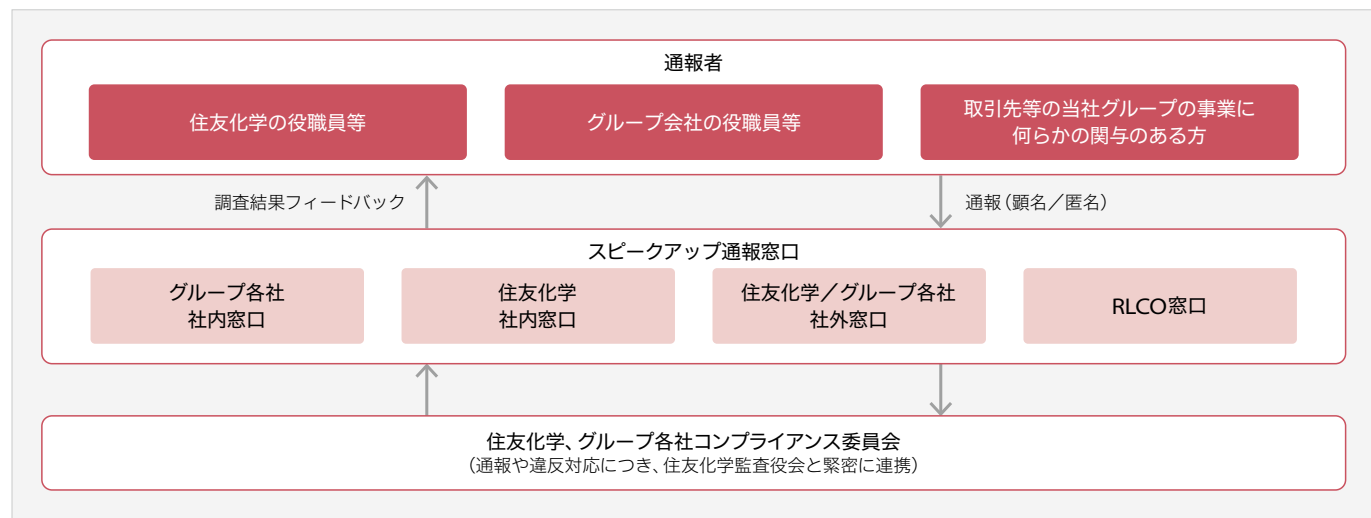 通報者
住友化学の役職員等
グループ会社の役職員等
取引先等の当社グループの事業に
何らかの関与のある方
調査結果フィードバック
通報（顕名／匿名）
スピークアップ通報窓口
グループ各社
社内窓口
住友化学
社内窓口
住友化学／グループ各社
社外窓口
RLCO窓口
住友化学、グループ各社コンプライアンス委員会
（通報や違反対応につき、住友化学監査役会と緊密に連携）